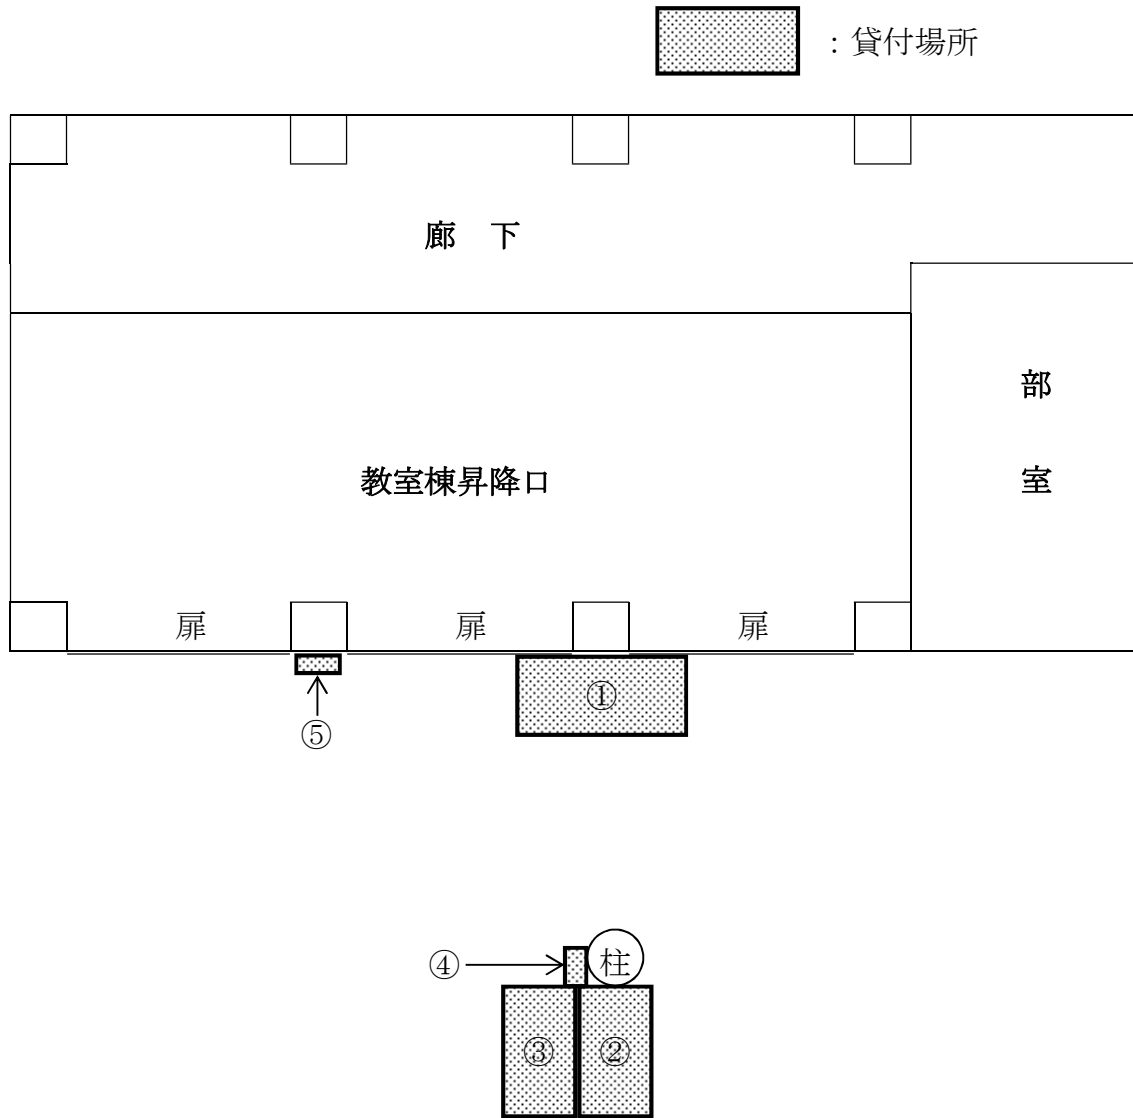 ：貸付場所
廊　下
部
室
教室棟昇降口
扉 扉 扉
①
⑤
④ 柱
③ ②